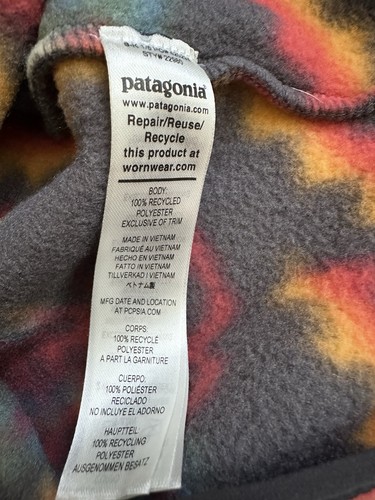 patagonia®
www.patagonia.com
Repair/Reuse/
Recycle
this product at
wornwear.com
BODY:
100% RECYCLED
POLYESTER
EXCLUSIVE OF TRIM
MADE IN VIETNAM
FABRIQUÉ AU VIETNAM
HECHO EN VIETNAM
FATTO IN VIETNAM
TILLVERKAD I VIETNAM
ベトナム製
MFG DATE AND LOCATION
AT PCPSIA.COM
CORPS:
100% RECYCLÉ
POLYESTER
A PART LA GARNITURE
CUERPO:
100% POLIÉSTER
RECICLADO
NO INCLUYE EL ADORNO
HAUPTTEIL:
100% RECYCLING
POLYESTER
AUSGENOMMEN BESATZ